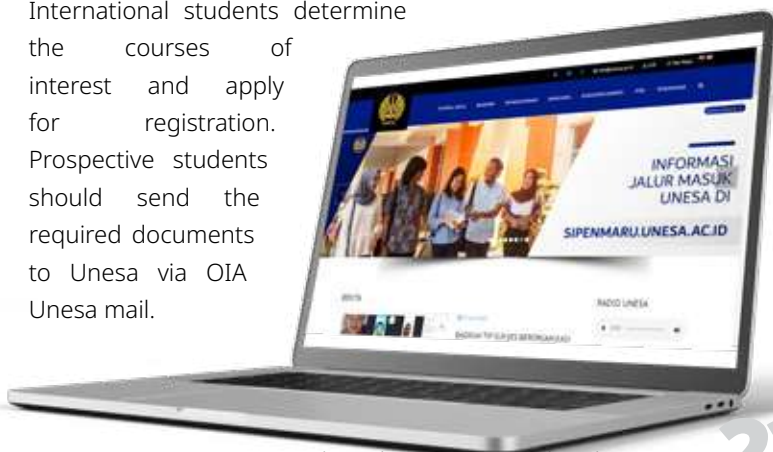 International students determine
the courses of
interest and apply
for registration.
Prospective students
should send the
required documents
to Unesa via OIA
Unesa mail.
INFORMASI
JALUR MASUK
UNESA DI
SIPENMARU.UNESA.AC.ID
BERITA
RADIO UNESA